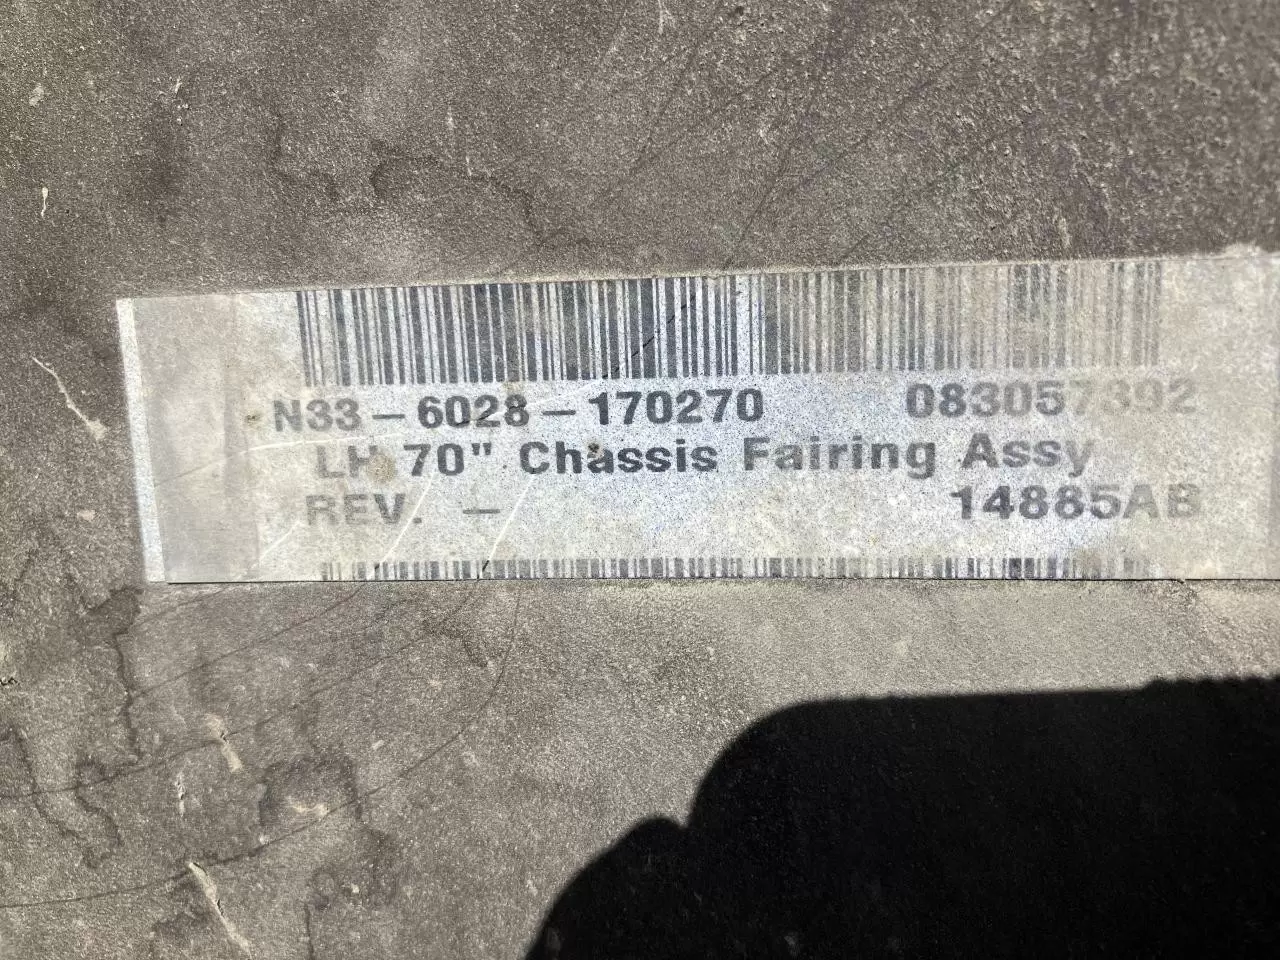 N33-6028-170270 083057392
LH 70" Chassis Fairing Assy
REV. - 14885AB